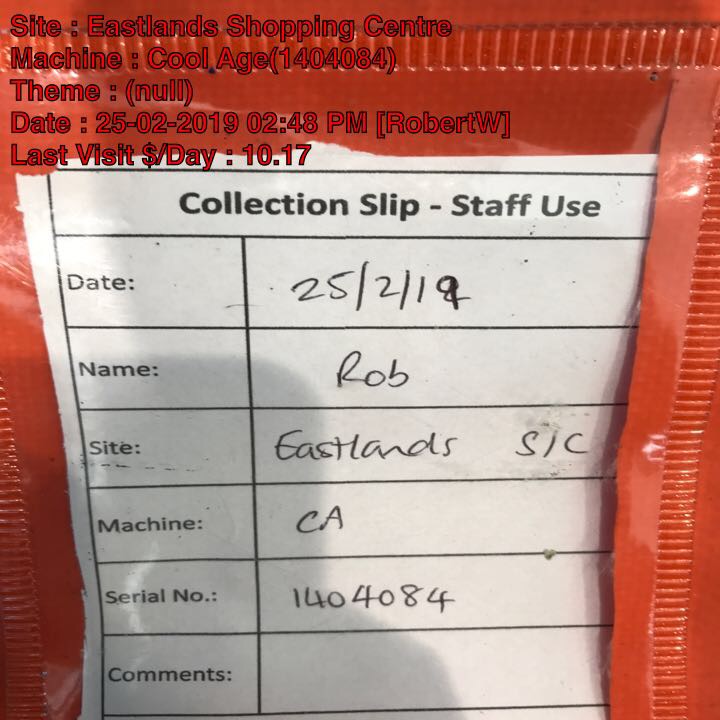 Site : Eastlands Shopping Centre
Machine : Cool Age(1404084)
Theme : (null)
Date : 25-02-2019 02:48 PM [RobertW]
Last Visit $/Day : 10.17
Collection Slip - Staff Use
Date: 25/2/19
Name: Rob
Site: Eastlands S/C
Machine: CA
Serial No.: 1404084
Comments: